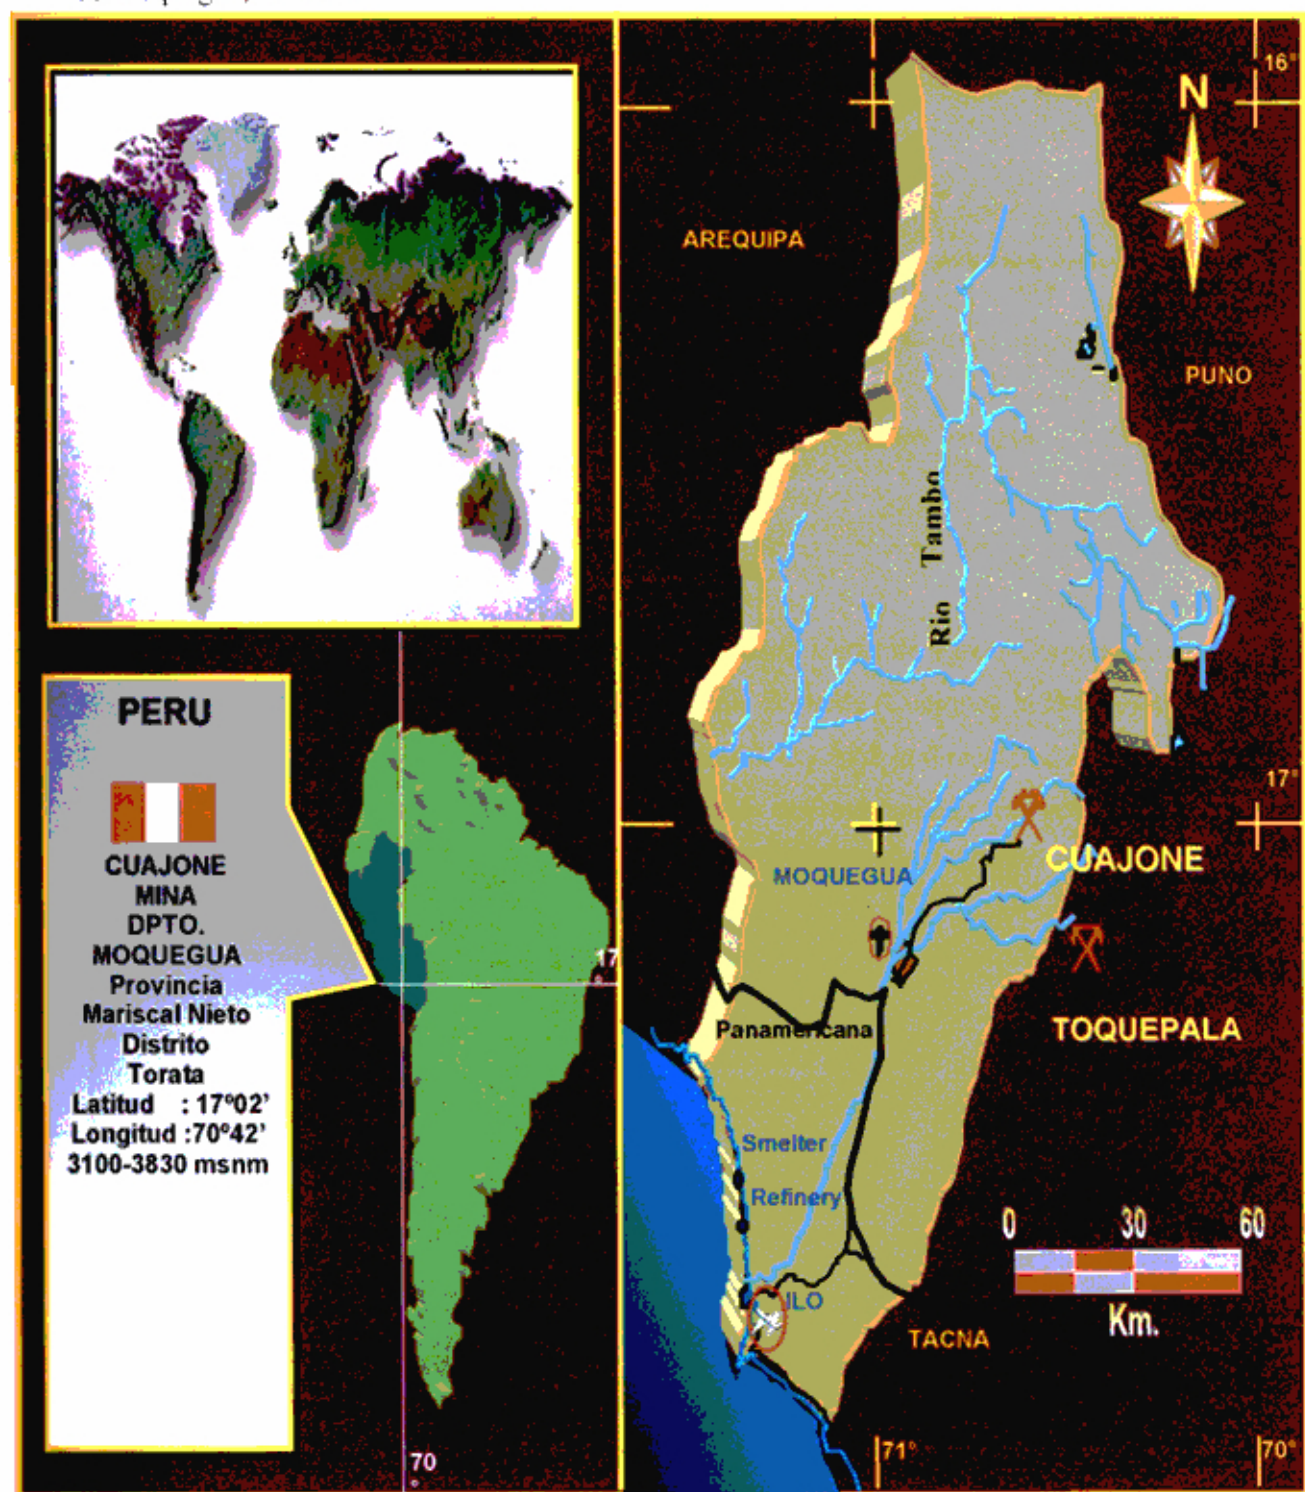 PERU
CUAJONE
MINA
DPTO.
MOQUEGUA
Provincia
Mariscal Nieto
Distrito
Torata
Latitud : 17º02'
Longitud :70º42'
3100-3830 msnm
17°
70°
16°
N
AREQUIPA
PUNO
Rio Tambo
17°
MOQUEGUA
CUAJONE
TOQUEPALA
Panamericana
Smelter
Refinery
ILO
0 30 60
Km.
TACNA
71°
70°